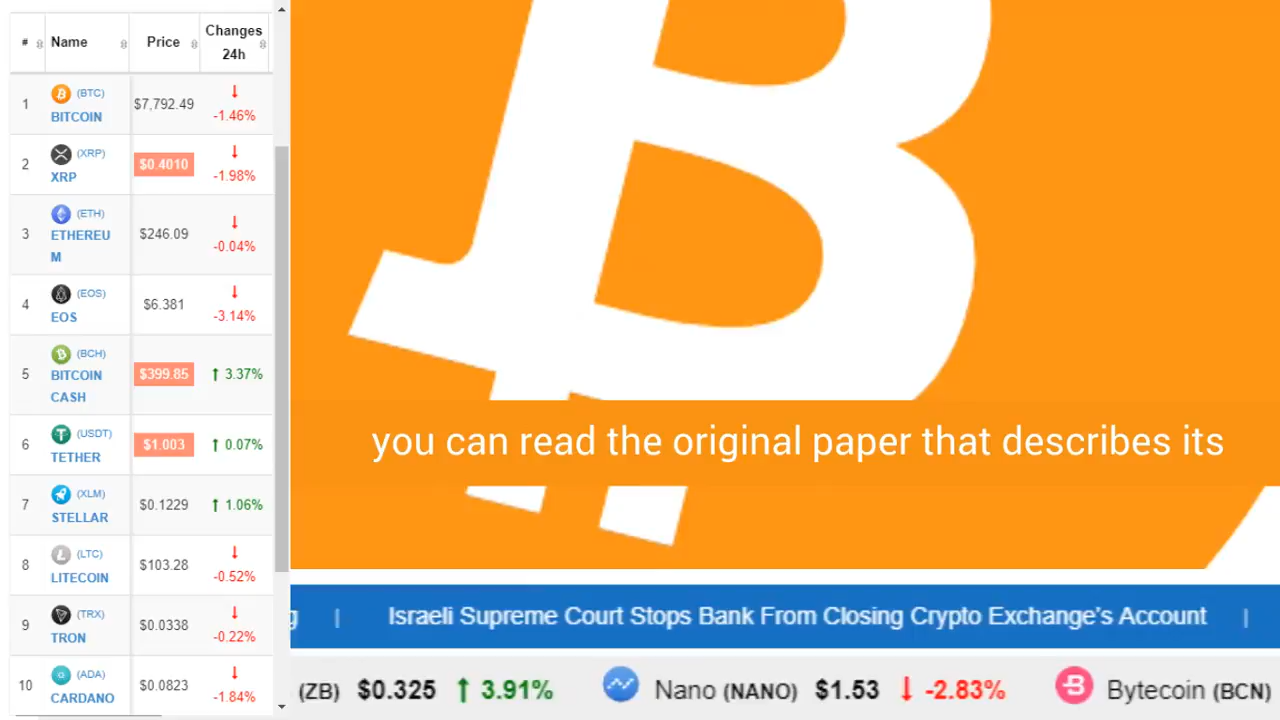 # Name Price Changes 24h
1 (BTC) BITCOIN $7,792.49 -1.46%
2 (XRP) XRP $0.4010 -1.98%
3 (ETH) ETHEREUM $246.09 -0.04%
4 (EOS) EOS $6.381 -3.14%
5 (BCH) BITCOIN CASH $399.85 3.37%
6 (USDT) TETHER $1.003 0.07%
7 (XLM) STELLAR $0.1229 1.06%
8 (LTC) LITECOIN $103.28 -0.52%
9 (TRX) TRON $0.0338 -0.22%
10 (ADA) CARDANO $0.0823 -1.84%
you can read the original paper that describes its
| Israeli Supreme Court Stops Bank From Closing Crypto Exchange's Account |
(ZB) $0.325 3.91% Nano (NANO) $1.53 -2.83% Bytecoin (BCN)